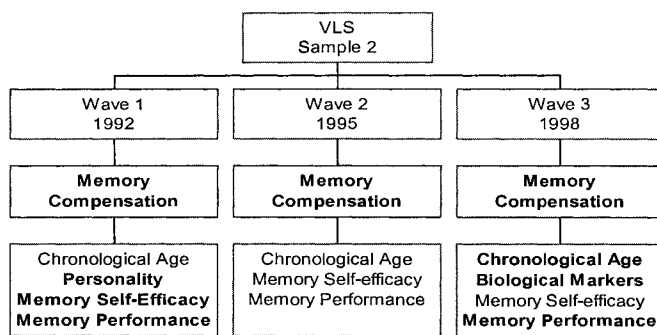 VLS
Sample 2
Wave 1
1992
Wave 2
1995
Wave 3
1998
Memory
Compensation
Memory
Compensation
Memory
Compensation
Chronological Age
Personality
Memory Self-Efficacy
Memory Performance
Chronological Age
Memory Self-efficacy
Memory Performance
Chronological Age
Biological Markers
Memory Self-efficacy
Memory Performance